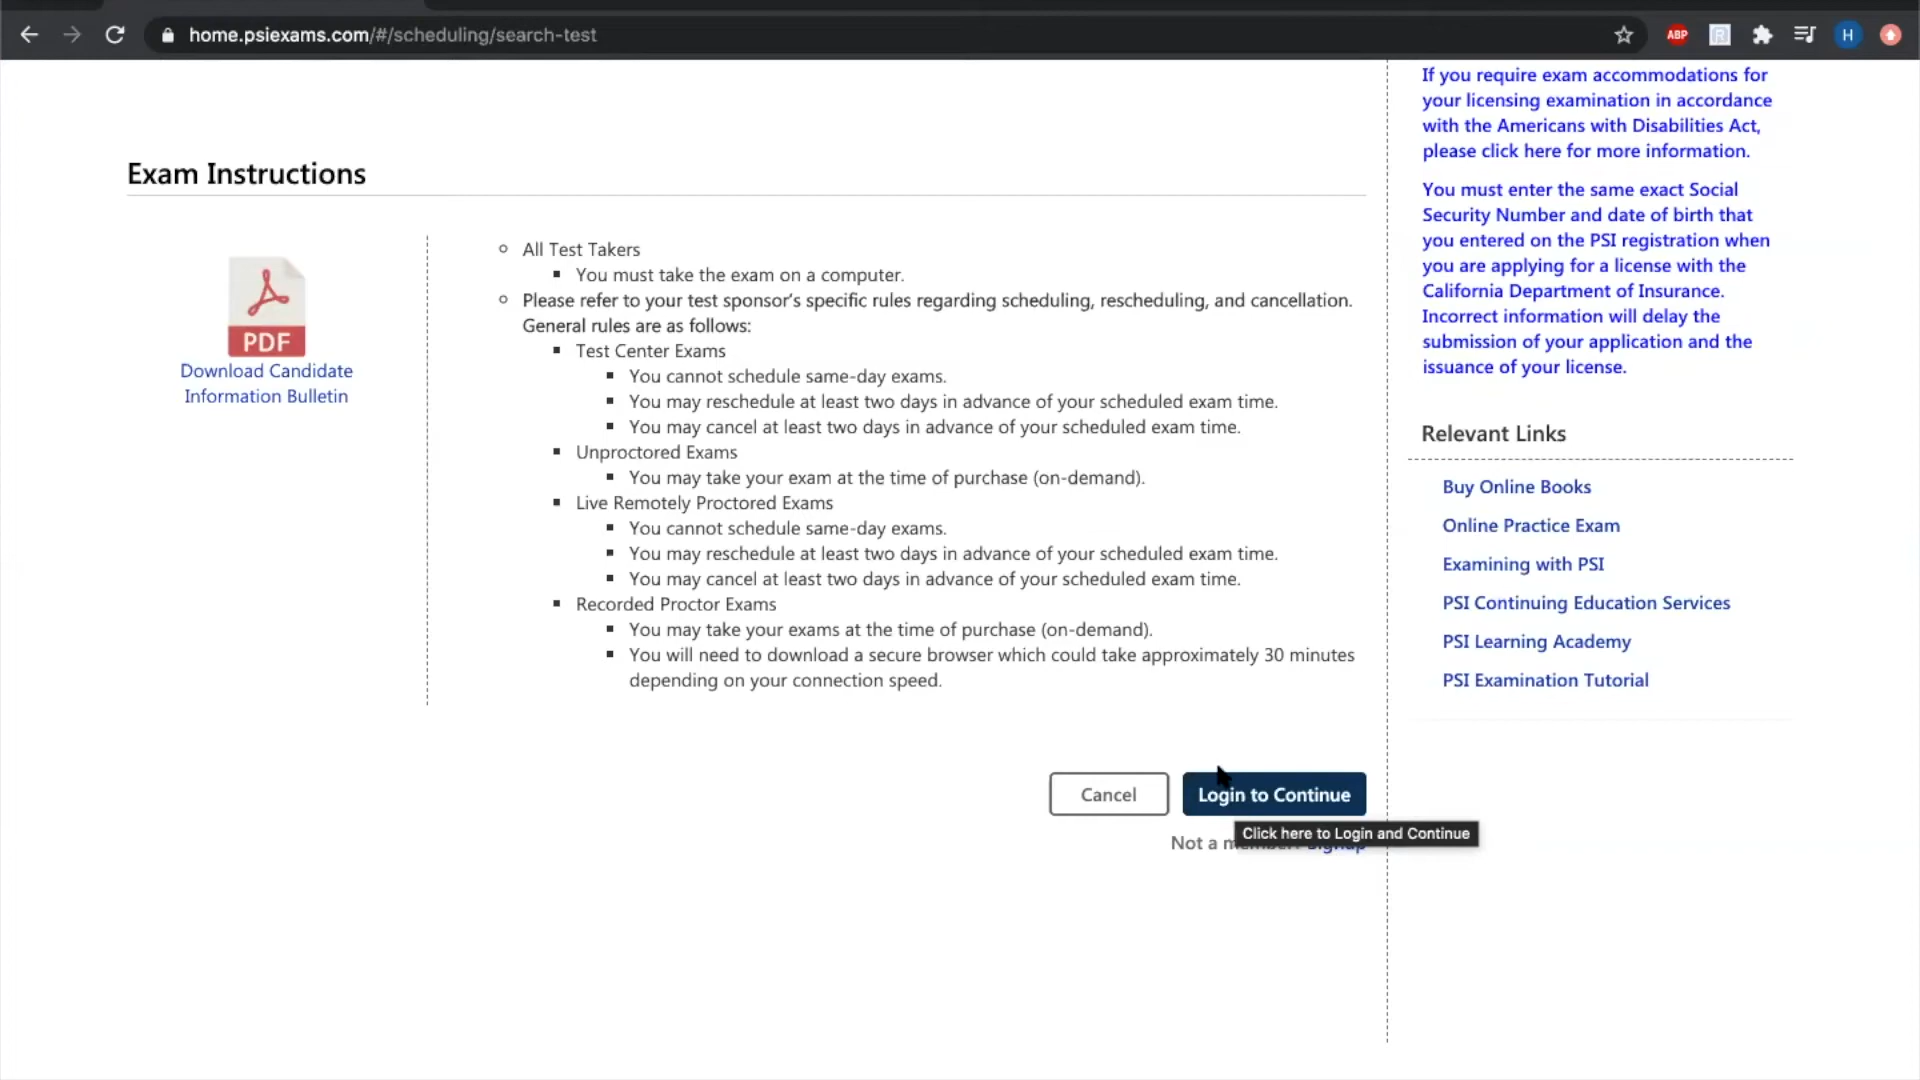 home.psiexams.com/#/scheduling/search-test
ABP
H
Exam Instructions
PDF
Download Candidate
Information Bulletin
All Test Takers
You must take the exam on a computer.
Please refer to your test sponsor's specific rules regarding scheduling, rescheduling, and cancellation.
General rules are as follows:
Test Center Exams
You cannot schedule same-day exams.
You may reschedule at least two days in advance of your scheduled exam time.
You may cancel at least two days in advance of your scheduled exam time.
Unproctored Exams
You may take your exam at the time of purchase (on-demand).
Live Remotely Proctored Exams
You cannot schedule same-day exams.
You may reschedule at least two days in advance of your scheduled exam time.
You may cancel at least two days in advance of your scheduled exam time.
Recorded Proctor Exams
You may take your exams at the time of purchase (on-demand).
You will need to download a secure browser which could take approximately 30 minutes
depending on your connection speed.
Cancel
Login to Continue
Click here to Login and Continue
Not a member? Signup
If you require exam accommodations for
your licensing examination in accordance
with the Americans with Disabilities Act,
please click here for more information.
You must enter the same exact Social
Security Number and date of birth that
you entered on the PSI registration when
you are applying for a license with the
California Department of Insurance.
Incorrect information will delay the
submission of your application and the
issuance of your license.
Relevant Links
Buy Online Books
Online Practice Exam
Examining with PSI
PSI Continuing Education Services
PSI Learning Academy
PSI Examination Tutorial